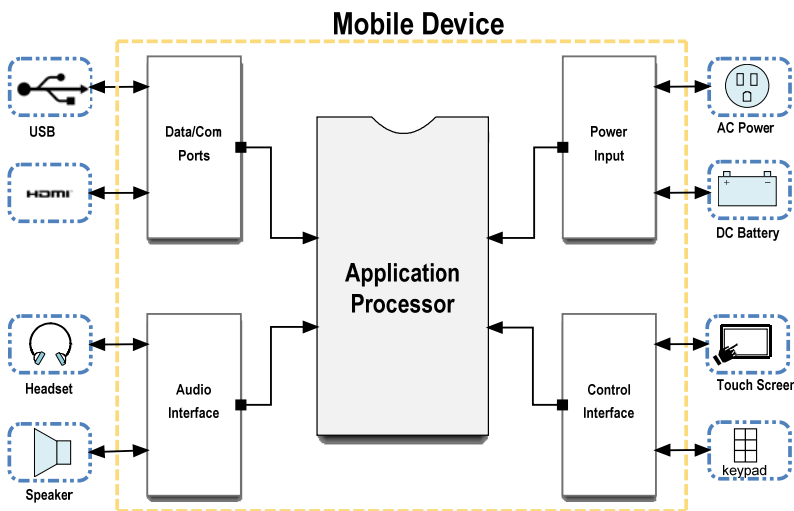 Mobile Device
USB
HDMI
Data/Com
Ports
Application
Processor
Power
Input
AC Power
+ −
DC Battery
Headset
Speaker
Audio
Interface
Control
Interface
Touch Screen
keypad